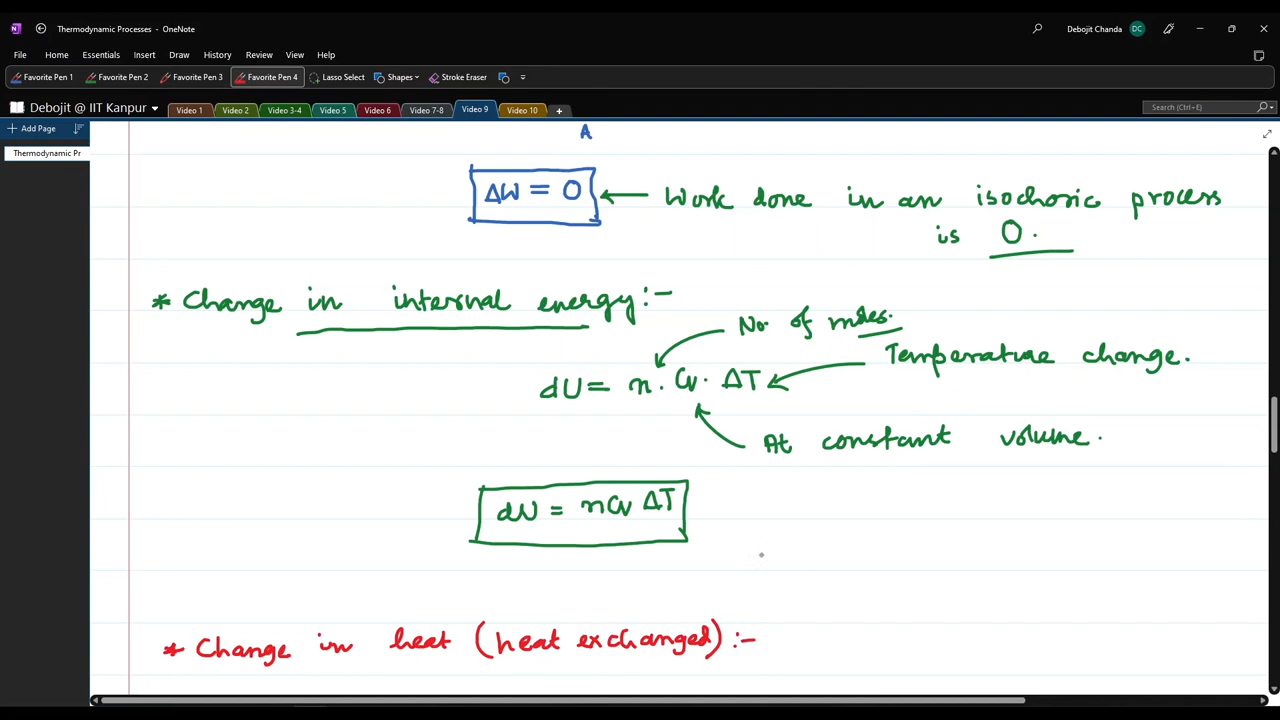 Thermodynamic Processes - OneNote
Debojit Chanda DC
File Home Essentials Insert Draw History Review View Help
Favorite Pen 1 Favorite Pen 2 Favorite Pen 3 Favorite Pen 4 Lasso Select Shapes Stroke Eraser
Debojit @ IIT Kanpur Video 1 Video 2 Video 3-4 Video 5 Video 6 Video 7-8 Video 9 Video 10 + Search (Ctrl+E)
+ Add Page
Thermodynamic Pr
A
ΔW = 0 ← Work done in an isochoric process
is 0.
* Change in internal energy:-
No. of moles.
Temperature change.
dU = n. Cv. ΔT
At constant volume.
dU = nCv ΔT
* Change in heat (heat exchanged) :-